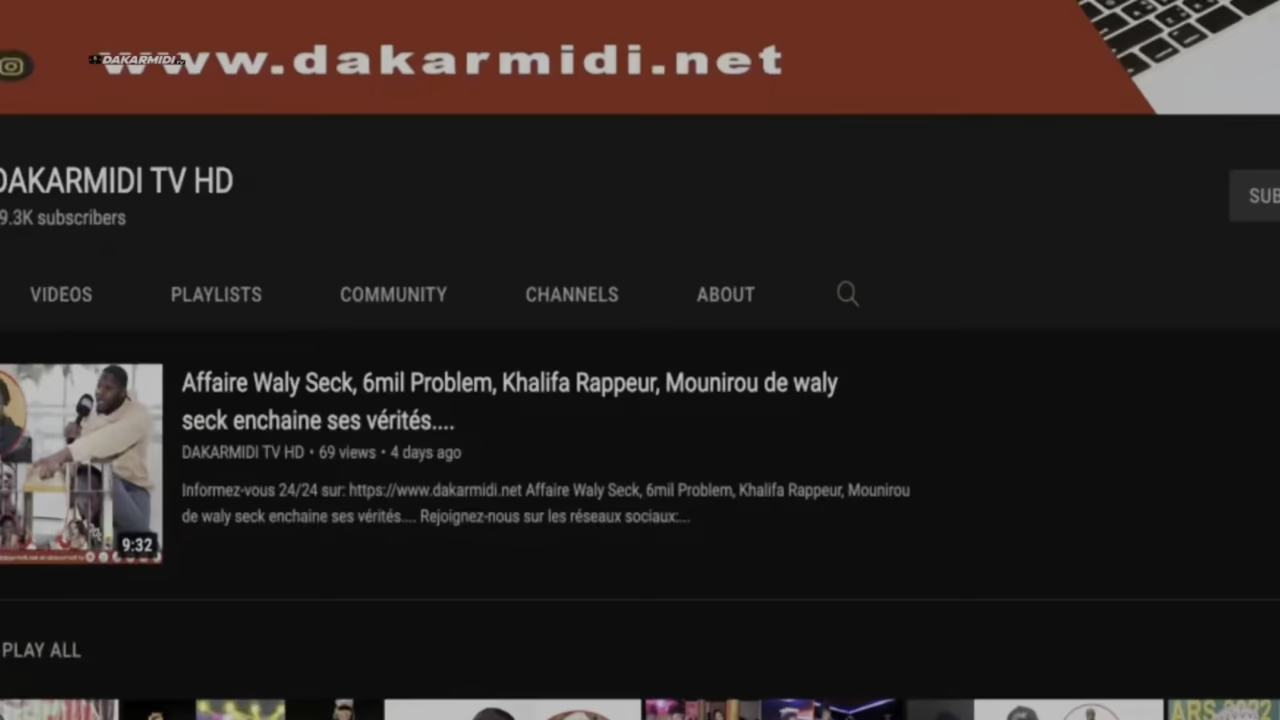 www.dakarmidi.net
DAKARMIDI
DAKARMIDI TV HD
9.3K subscribers
SUB
VIDEOS
PLAYLISTS
COMMUNITY
CHANNELS
ABOUT
Affaire Waly Seck, 6mil Problem, Khalifa Rappeur, Mounirou de waly
seck enchaine ses vérités....
DAKARMIDI TV HD • 69 views • 4 days ago
Informez-vous 24/24 sur: https://www.dakarmidi.net Affaire Waly Seck, 6mil Problem, Khalifa Rappeur, Mounirou
de waly seck enchaine ses vérités.... Rejoignez-nous sur les réseaux sociaux:...
9:32
PLAY ALL
ARS 2022